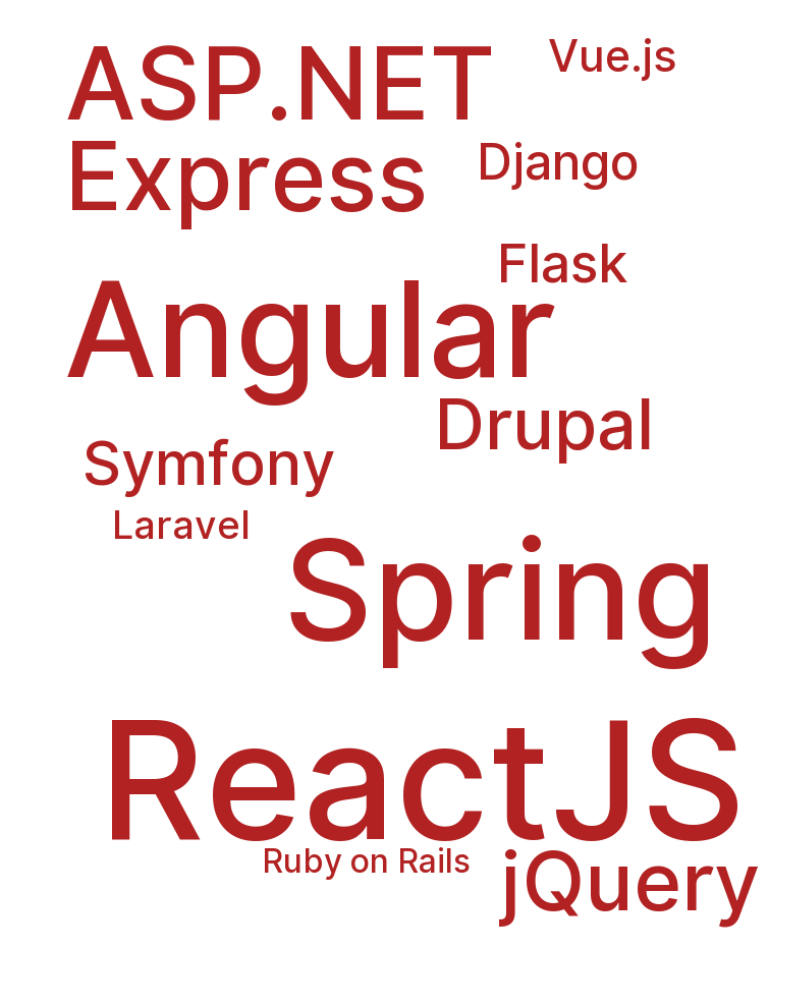 ASP.NET
Vue.js
Express
Django
Flask
Angular
Drupal
Symfony
Laravel
Spring
ReactJS
Ruby on Rails
jQuery